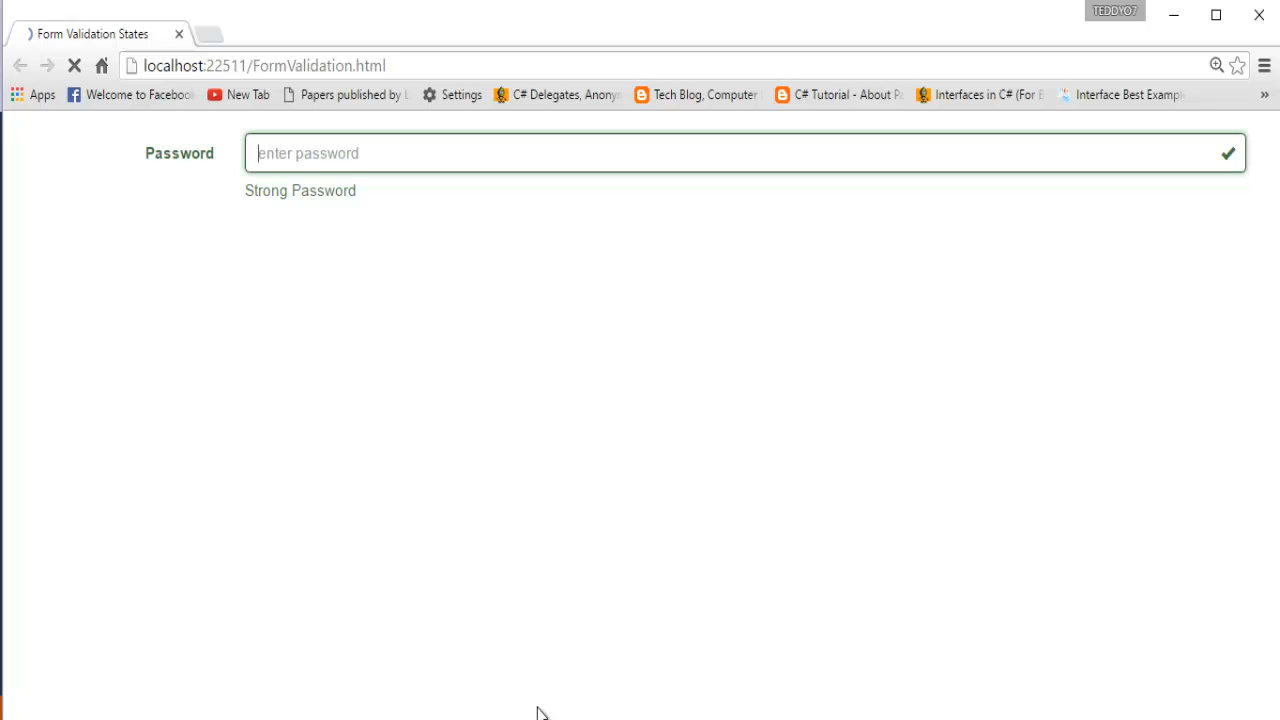 TEDDYO7
Form Validation States
localhost:22511/FormValidation.html
Apps Welcome to Faceboo New Tab Papers published by Settings C# Delegates, Anony Tech Blog, Computer C# Tutorial - About Interfaces in C# (For Interface Best Examp »
Password enter password
Strong Password